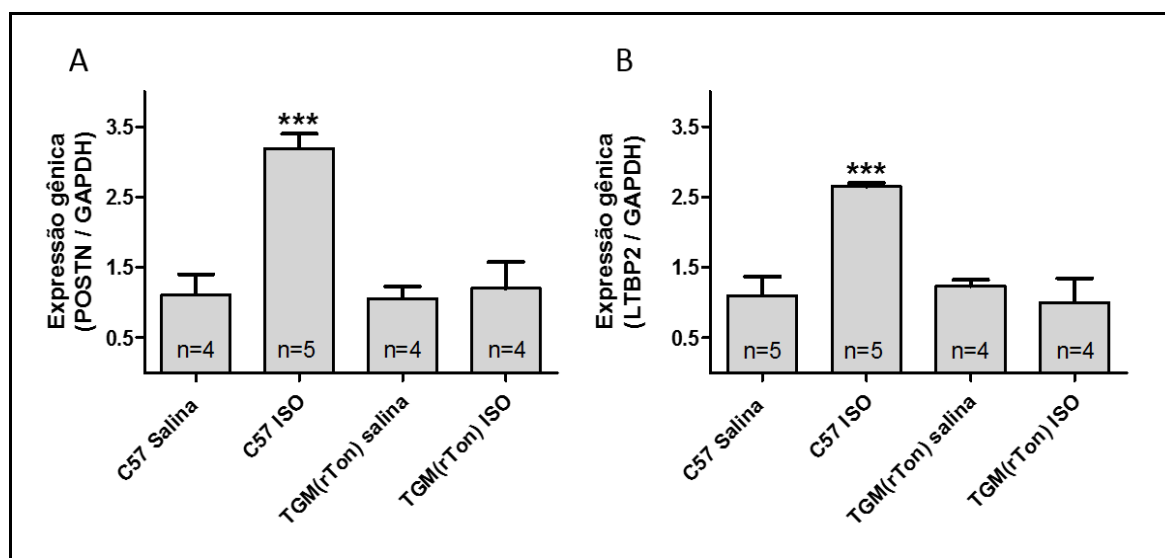 A
Expressão gênica
(POSTN / GAPDH)
3.5
2.5
1.5
0.5
***
n=4
n=5
n=4
n=4
C57 Salina
C57 ISO
TGM(rTon) salina
TGM(rTon) ISO
B
Expressão gênica
(LTBP2 / GAPDH)
3.5
2.5
1.5
0.5
***
n=5
n=5
n=4
n=4
C57 Salina
C57 ISO
TGM(rTon) salina
TGM(rTon) ISO